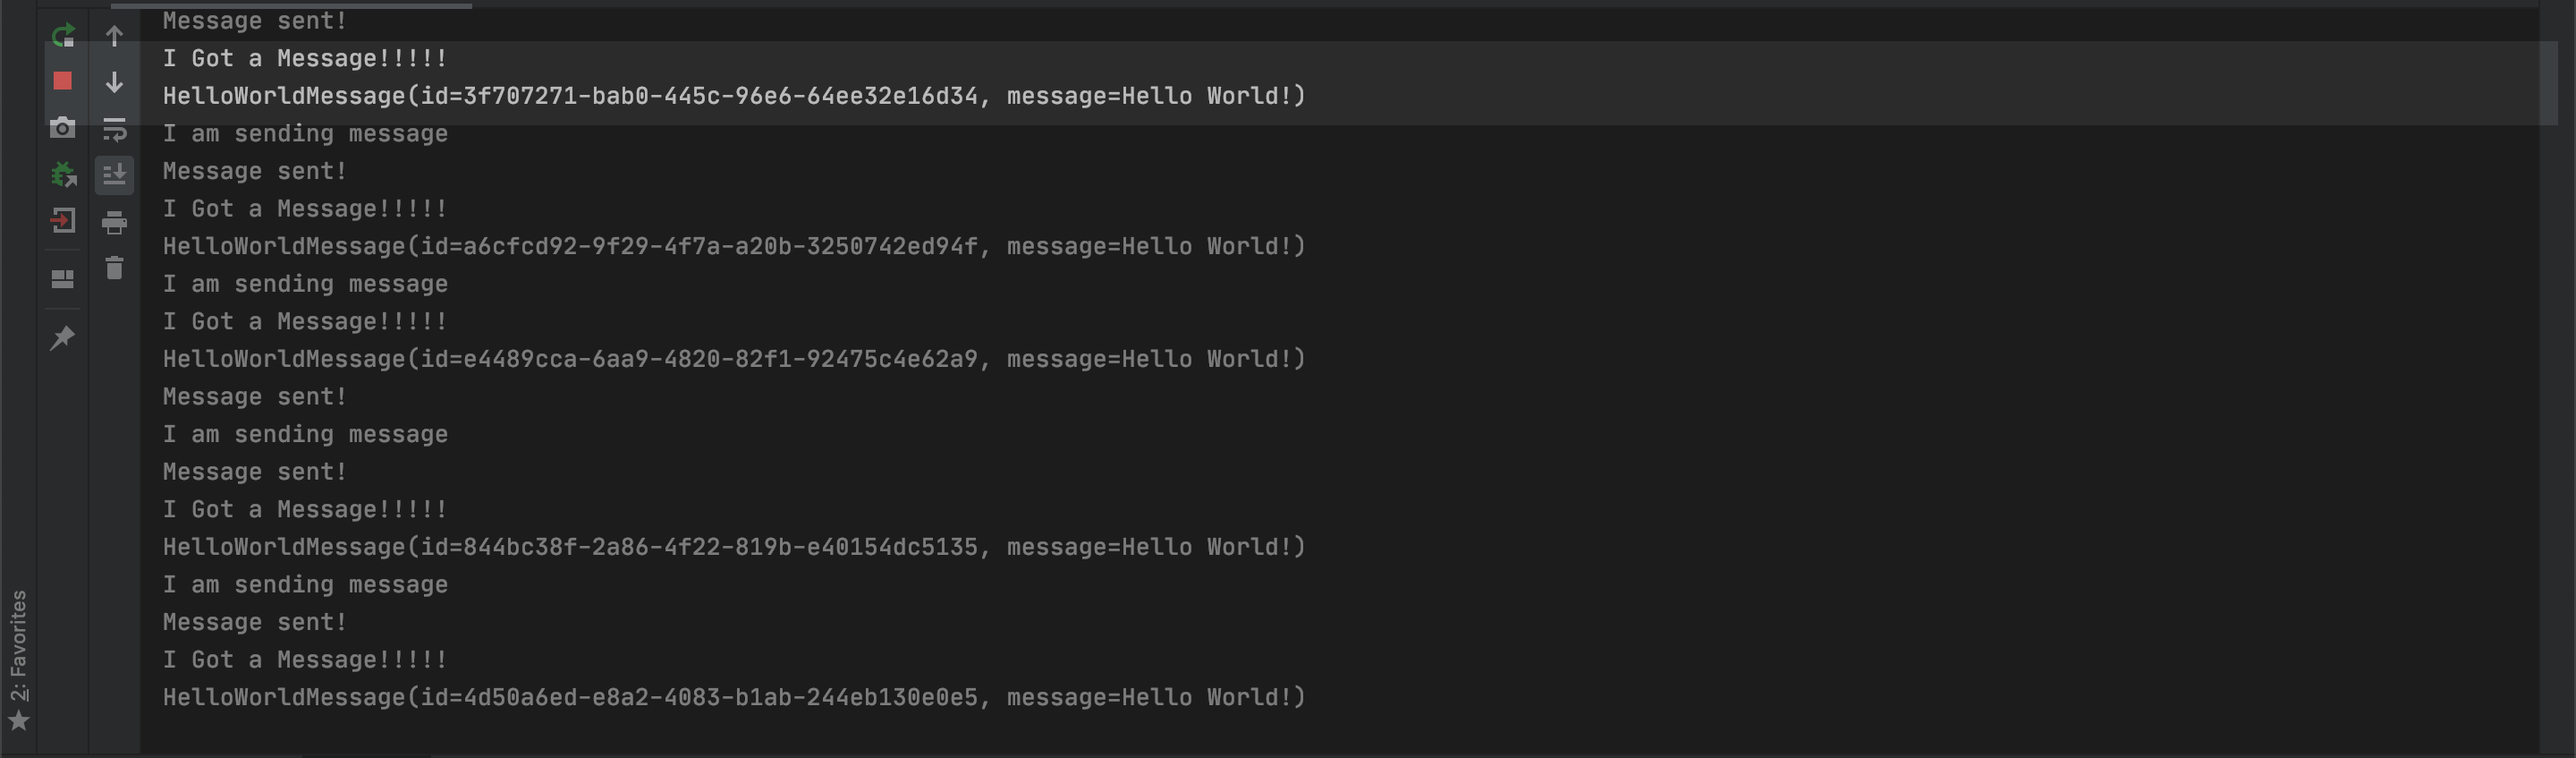 Message sent!
I Got a Message!!!!!
HelloWorldMessage(id=3f707271-bab0-445c-96e6-64ee32e16d34, message=Hello World!)
I am sending message
Message sent!
I Got a Message!!!!!
HelloWorldMessage(id=a6cfcd92-9f29-4f7a-a20b-3250742ed94f, message=Hello World!)
I am sending message
I Got a Message!!!!!
HelloWorldMessage(id=e4489cca-6aa9-4820-82f1-92475c4e62a9, message=Hello World!)
Message sent!
I am sending message
Message sent!
I Got a Message!!!!!
HelloWorldMessage(id=844bc38f-2a86-4f22-819b-e40154dc5135, message=Hello World!)
I am sending message
Message sent!
I Got a Message!!!!!
HelloWorldMessage(id=4d50a6ed-e8a2-4083-b1ab-244eb130e0e5, message=Hello World!)
2: Favorites